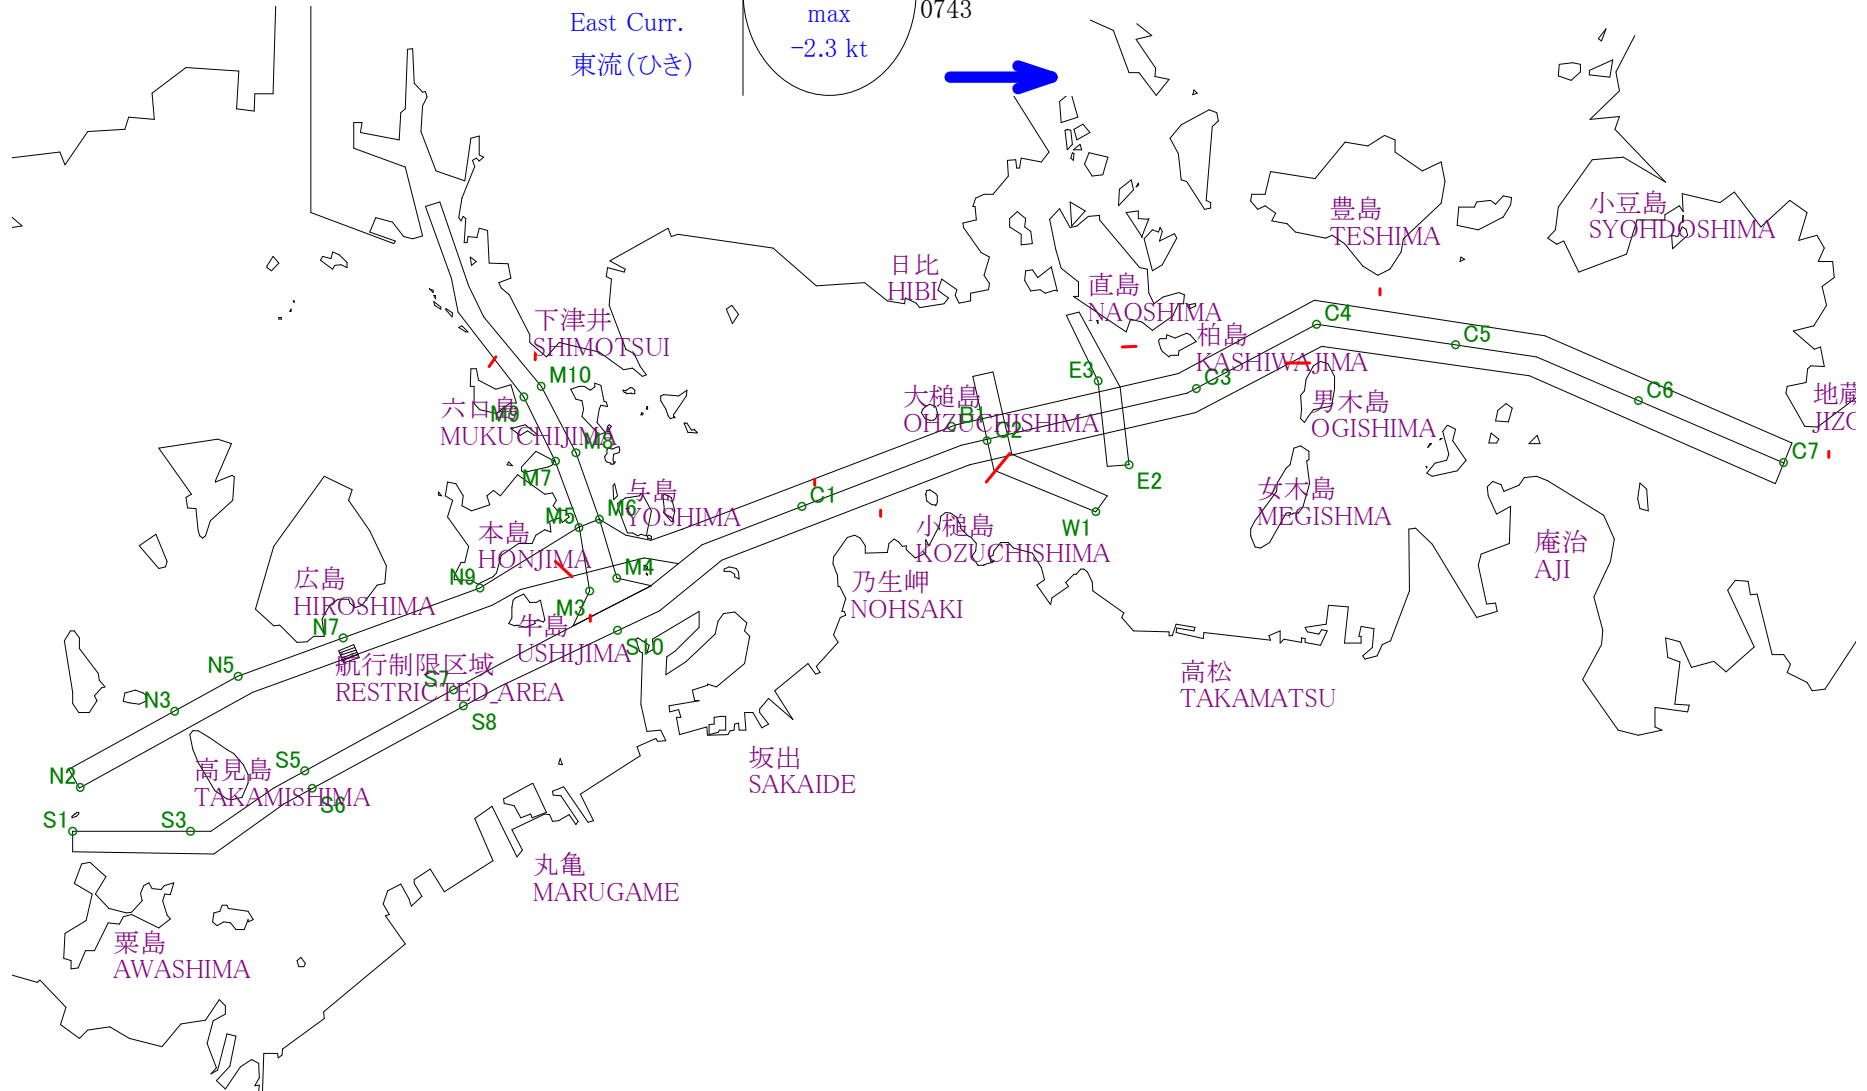 East Curr.
東流(ひき)
max
-2.3 kt
0743
豊島
TESHIMA
小豆島
SYOHDOSHIMA
日比
HIBI
直島
NAOSHIMA
下津井
SHIMOTSUI
柏島
KASHIWAJIMA
C4
C5
C3
E3
M10
M9
六口島
MUKUCHIJIMA
大槌島
OHZUCHISHIMA
B1
C2
男木島
OGISHIMA
C6
地蔵
JIZO
M8
M7
C7
E2
与島
YOSHIMA
C1
M6
M5
W1
女木島
MEGISHMA
本島
HONJIMA
小槌島
KOZUCHISHIMA
庵治
AJI
広島
HIROSHIMA
N9
M4
M3
乃生岬
NOHSAKI
N7
牛島
USHIJIMA
S10
航行制限区域
RESTRICTED_AREA
N5
S7
N3
S8
高松
TAKAMATSU
N2
高見島
TAKAMISHIMA
S5
S6
坂出
SAKAIDE
S1
S3
丸亀
MARUGAME
粟島
AWASHIMA